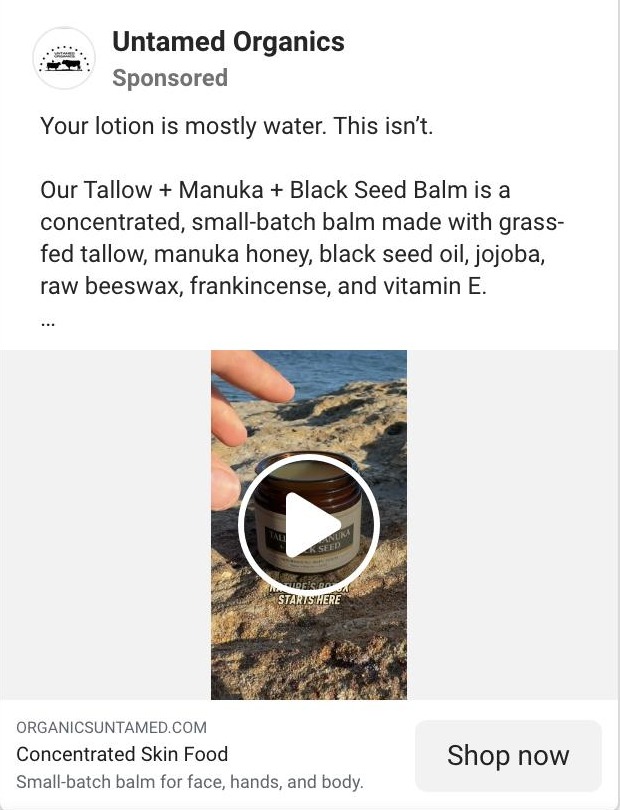 Untamed Organics
Sponsored
Your lotion is mostly water. This isn’t.
Our Tallow + Manuka + Black Seed Balm is a
concentrated, small-batch balm made with grass-
fed tallow, manuka honey, black seed oil, jojoba,
raw beeswax, frankincense, and vitamin E.
...
NATURE'S BOTOX
STARTS HERE
ORGANICSUNTAMED.COM
Concentrated Skin Food
Shop now
Small-batch balm for face, hands, and body.